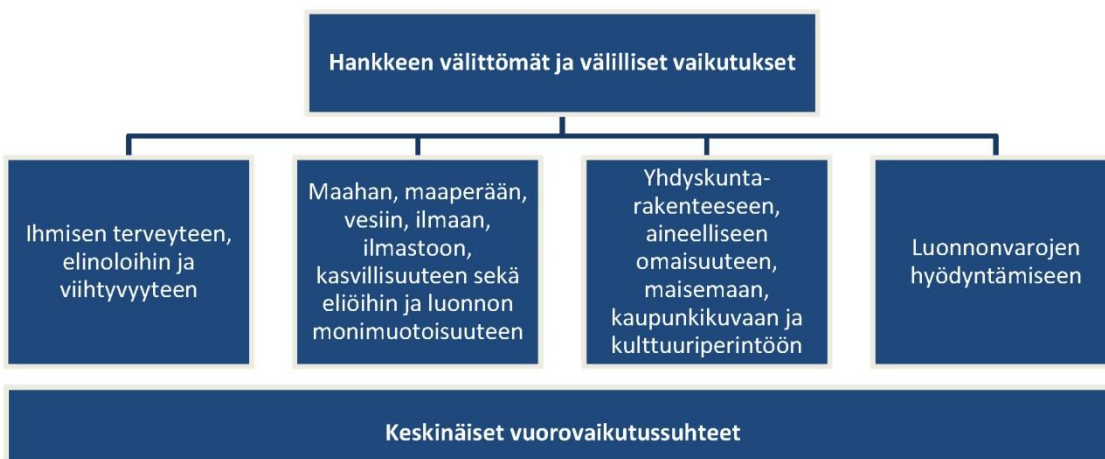 Hankkeen välittömät ja välilliset vaikutukset
Ihmisen terveyteen,
elinoloihin ja
viihtyvyyteen
Maahan, maaperään,
vesiin, ilmaan,
ilmastoon,
kasvillisuuteen sekä
eliöihin ja luonnon
monimuotoisuuteen
Yhdyskunta-
rakenteeseen,
aineelliseen
omaisuuteen,
maisemaan,
kaupunkikuvaan ja
kulttuuriperintöön
Luonnonvarojen
hyödyntämiseen
Keskinäiset vuorovaikutussuhteet